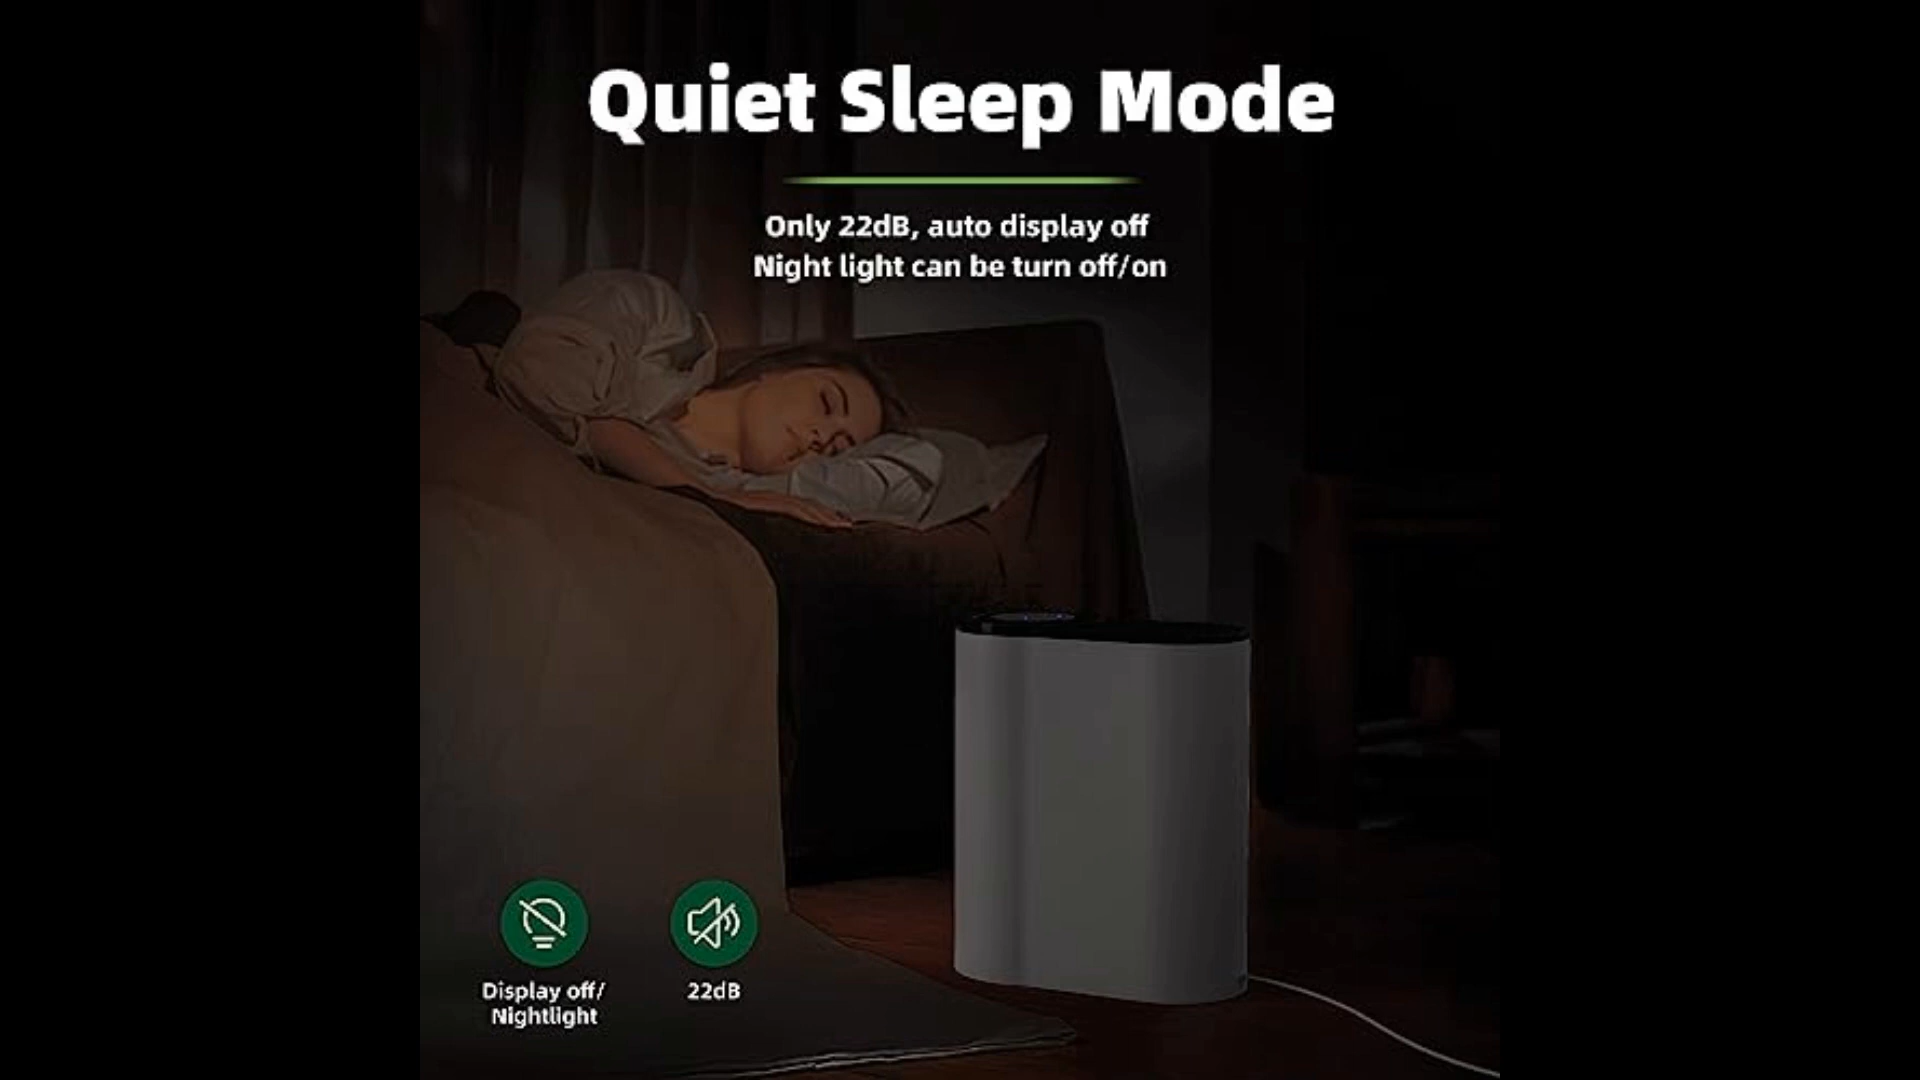 Quiet Sleep Mode
Only 22dB, auto display off
Night light can be turn off/on
Display off/
Nightlight
22dB